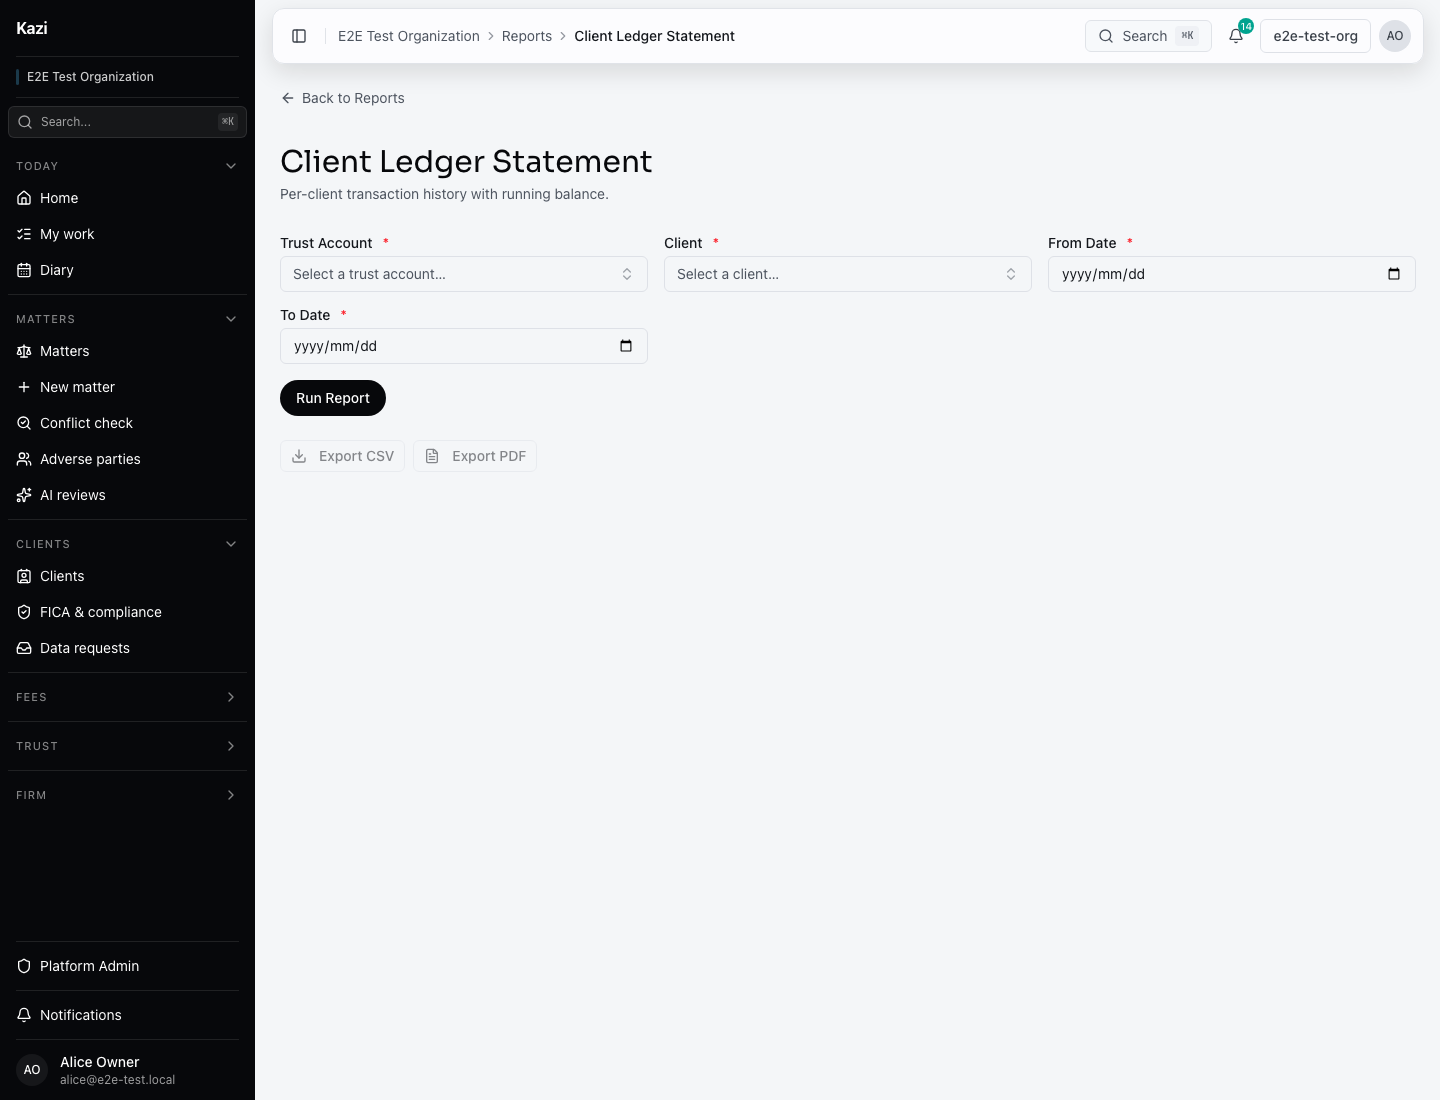 Kazi
E2E Test Organization
Search...
⌘K
TODAY
Home
My work
Diary
MATTERS
Matters
New matter
Conflict check
Adverse parties
AI reviews
CLIENTS
Clients
FICA & compliance
Data requests
FEES
TRUST
FIRM
Platform Admin
Notifications
AO
Alice Owner
alice@e2e-test.local
E2E Test Organization
Reports
Client Ledger Statement
Search ⌘K
14
e2e-test-org
AO
Back to Reports
Client Ledger Statement
Per-client transaction history with running balance.
Trust Account *
Select a trust account...
Client *
Select a client...
From Date *
yyyy/mm/dd
To Date *
yyyy/mm/dd
Run Report
Export CSV
Export PDF